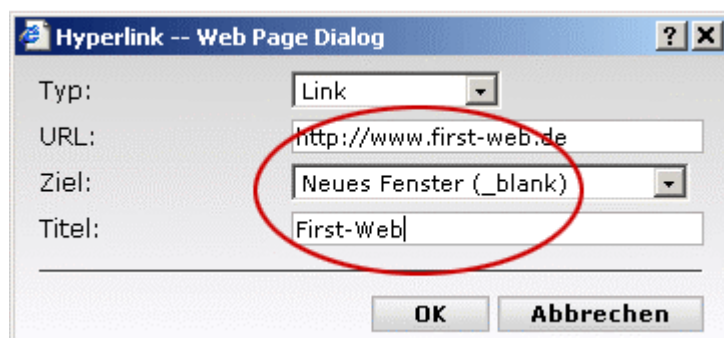 Hyperlink -- Web Page Dialog
Typ: Link
URL: http://www.first-web.de
Ziel: Neues Fenster (_blank)
Titel: First-Web
OK Abbrechen